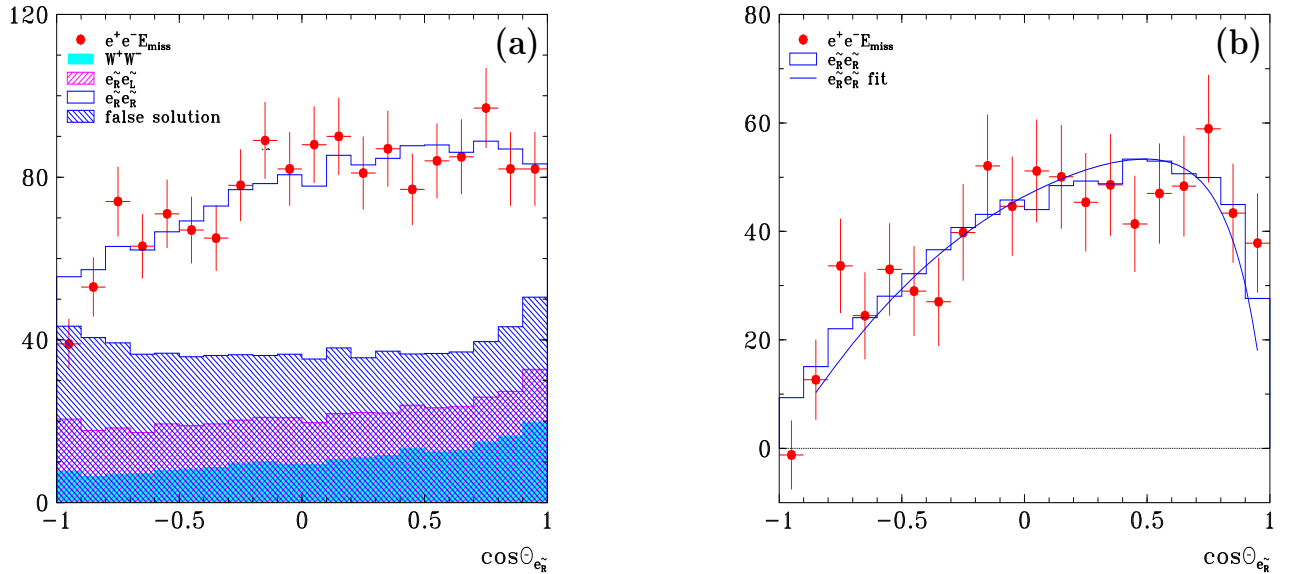 (a)
e⁺e⁻E_miss
W⁺W⁻
ẽ_Rẽ_L
ẽ_Rẽ_R
false solution
120
80
40
0
-1
-0.5
0
0.5
1
cosΘ_ẽ_R
(b)
e⁺e⁻E_miss
ẽ_Rẽ_R
ẽ_Rẽ_R fit
80
60
40
20
0
-1
-0.5
0
0.5
1
cosΘ_ẽ_R